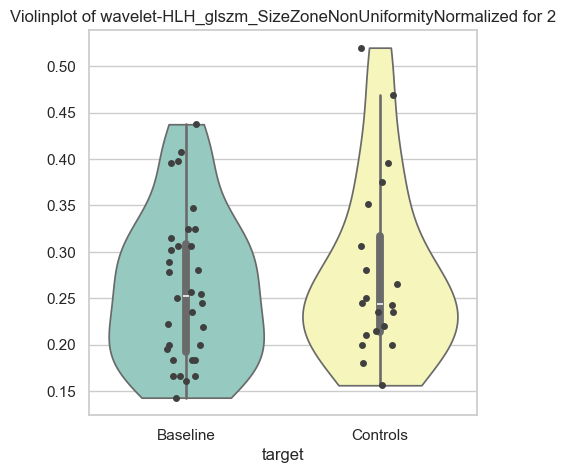 Violinplot of wavelet-HLH_glszm_SizeZoneNonUniformityNormalized for 2
0.50
0.45
0.40
0.35
0.30
0.25
0.20
0.15
Baseline
Controls
target